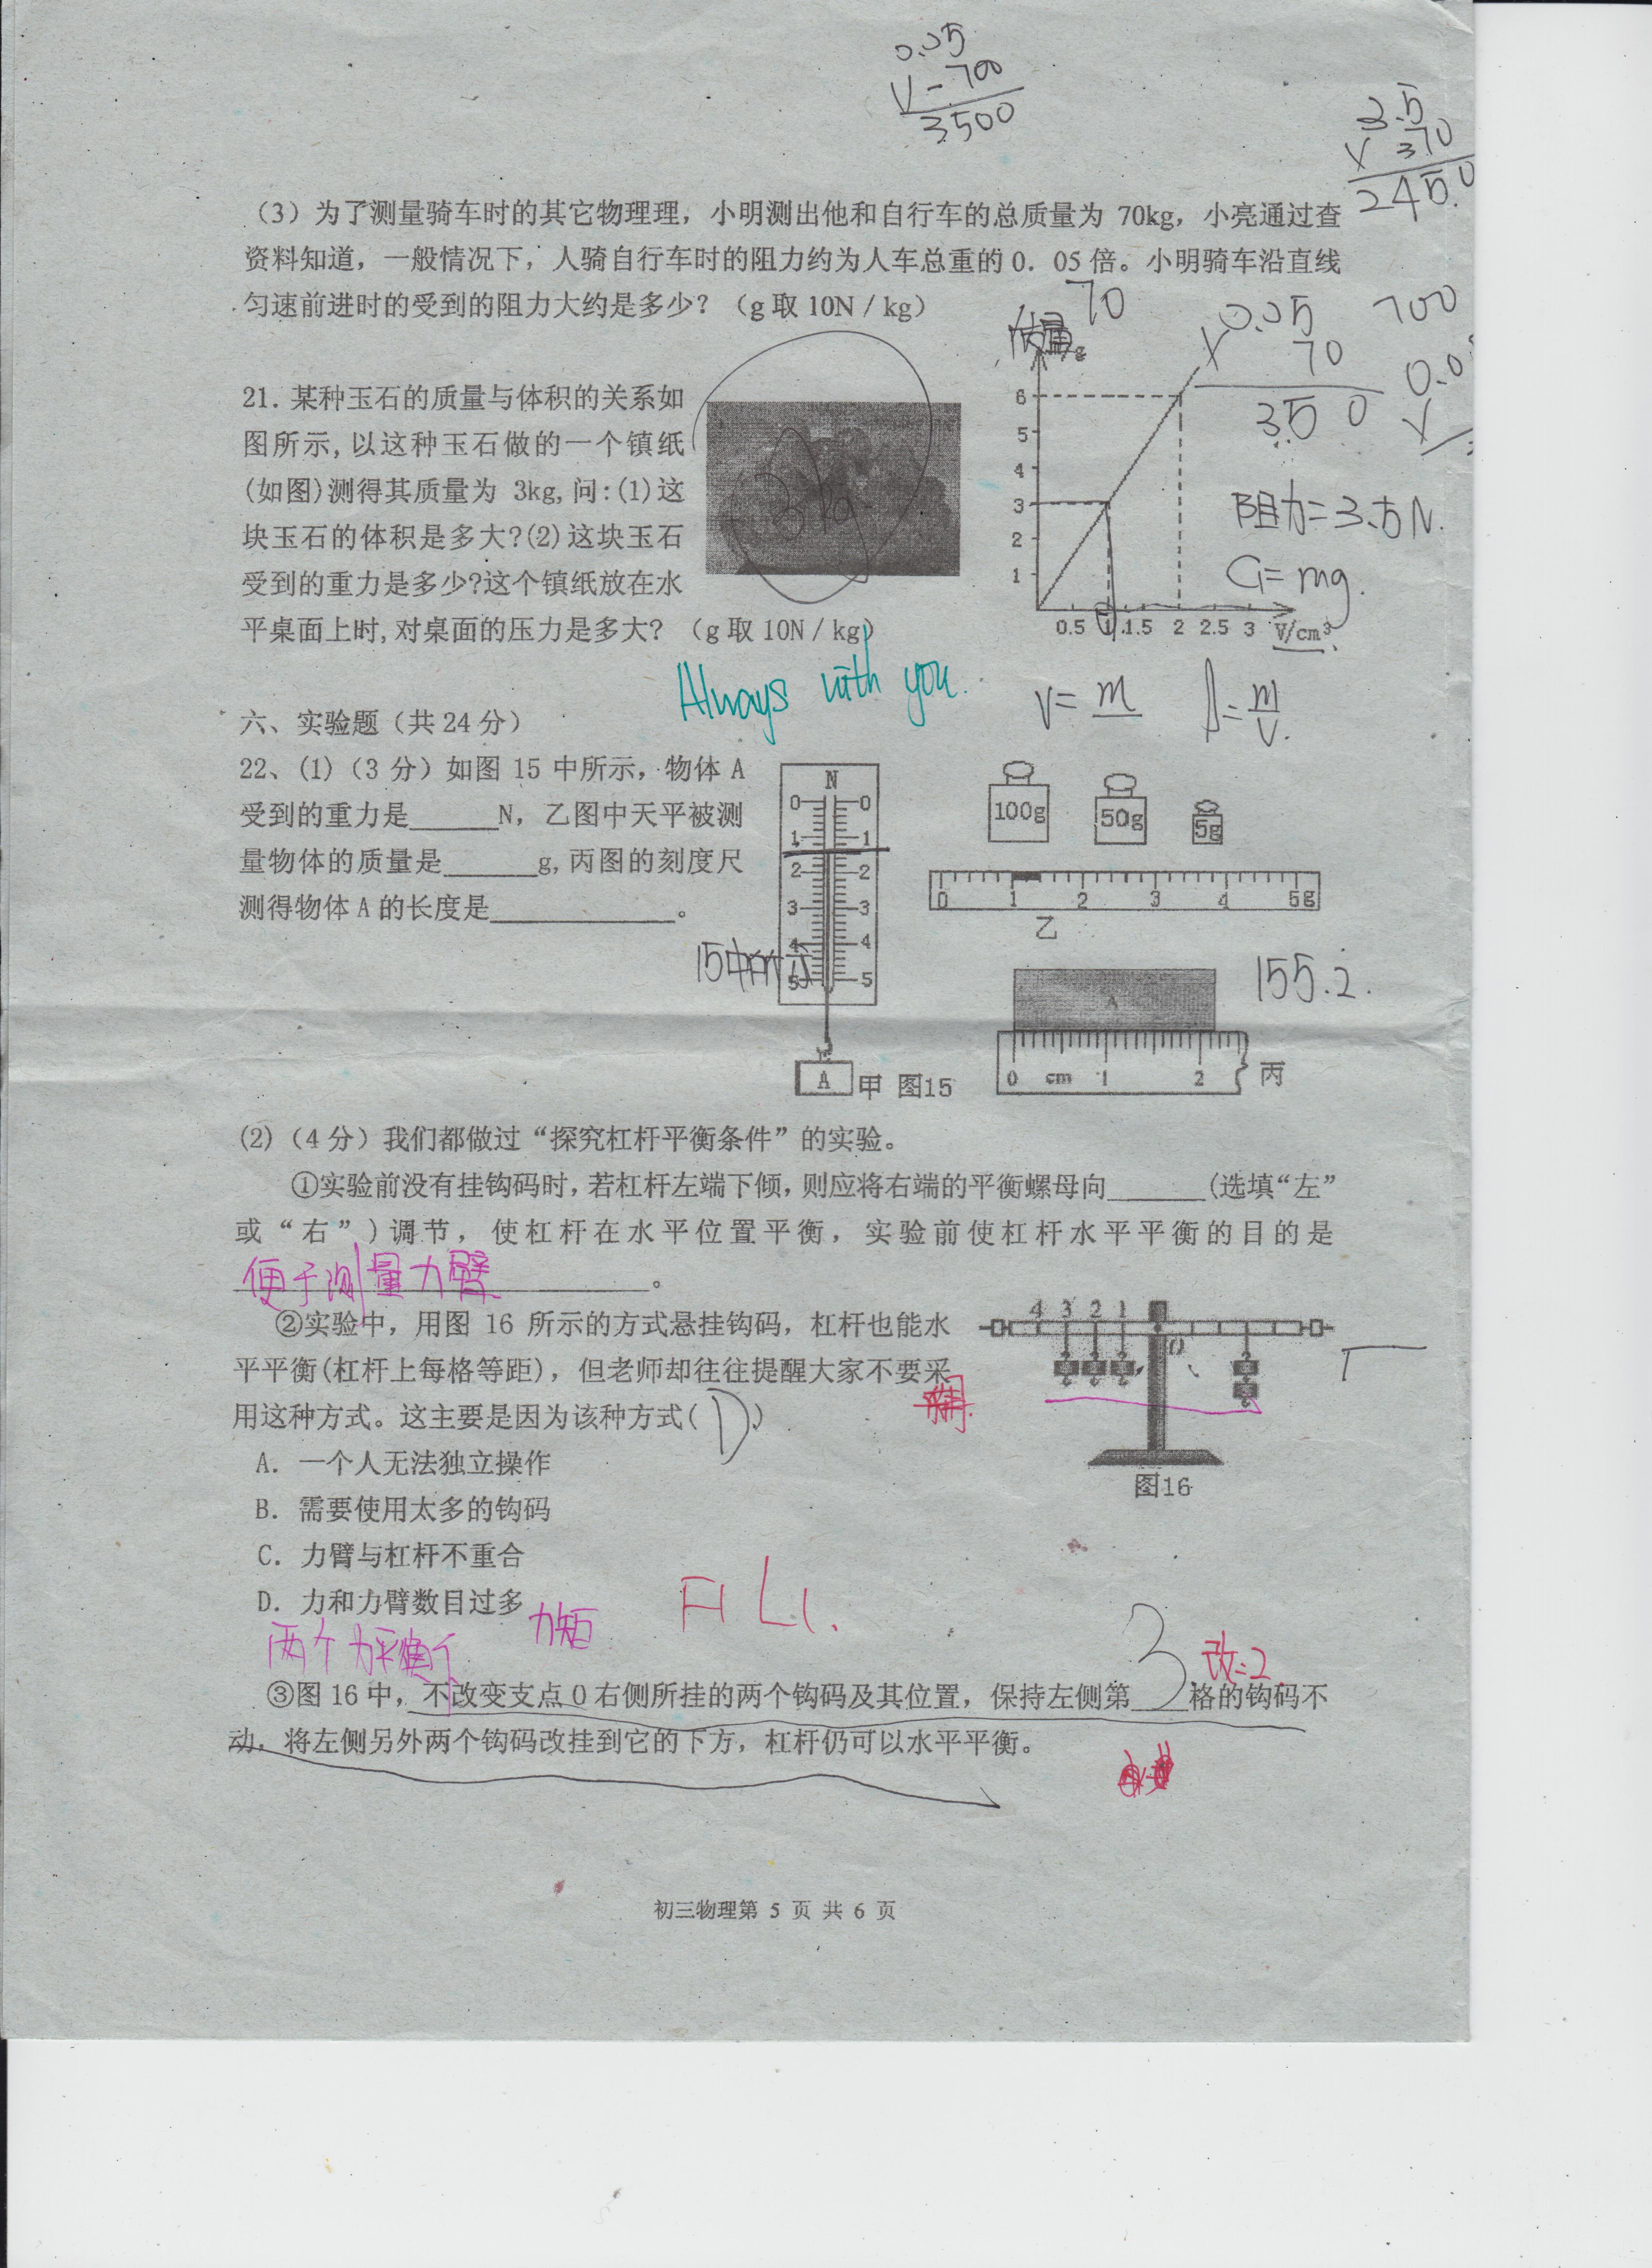 0.05
3500
3.5
2450
(3)为了测量骑车时的其它物理理，小明测出他和自行车的总质量为 70kg，小亮通过查
资料知道，一般情况下，人骑自行车时的阻力约为人车总重的0．05倍。小明骑车沿直线
匀速前进时的受到的阻力大约是多少？（g取10N／kg）
70
0.05
70
350 0
700
阻力=3.5N.
G=mg.
21.某种玉石的质量与体积的关系如
图所示,以这种玉石做的一个镇纸
(如图)测得其质量为 3kg,问:(1)这
块玉石的体积是多大?(2)这块玉石
受到的重力是多少?这个镇纸放在水
平桌面上时,对桌面的压力是多大？（g取10N／kg）
3kg
g
6
5
4
3
2
1
0.5 1 1.5 2 2.5 3 V/cm³
Always with you.
V=m
ρ=m/V.
六、实验题（共24分）
22、(1)（3分）如图 15 中所示，物体 A
受到的重力是______N，乙图中天平被测
量物体的质量是______g,丙图的刻度尺
测得物体A的长度是____________。
N
0 0
1 1
2 2
3 3
4 4
5 5
A
甲 图15
15中所示
100g 50g 5g
0 1 2 3 4 5g
乙
155.2.
A
0 cm 1 2
丙
(2)（4分）我们都做过“探究杠杆平衡条件”的实验。
①实验前没有挂钩码时,若杠杆左端下倾,则应将右端的平衡螺母向______(选填“左”
或“右”)调节，使杠杆在水平位置平衡，实验前使杠杆水平平衡的目的是
便于测量力臂。
②实验中，用图 16 所示的方式悬挂钩码，杠杆也能水
平平衡(杠杆上每格等距)，但老师却往往提醒大家不要采
用这种方式。这主要是因为该种方式( D )
4 3 2 1
O
图16
A．一个人无法独立操作
B．需要使用太多的钩码
C．力臂与杠杆不重合
D．力和力臂数目过多
力矩
F1 L1.
两个力平衡
③图16中，不改变支点O右侧所挂的两个钩码及其位置，保持左侧第 3 格的钩码不
改:2
动，将左侧另外两个钩码改挂到它的下方，杠杆仍可以水平平衡。
初三物理第 5 页 共 6 页